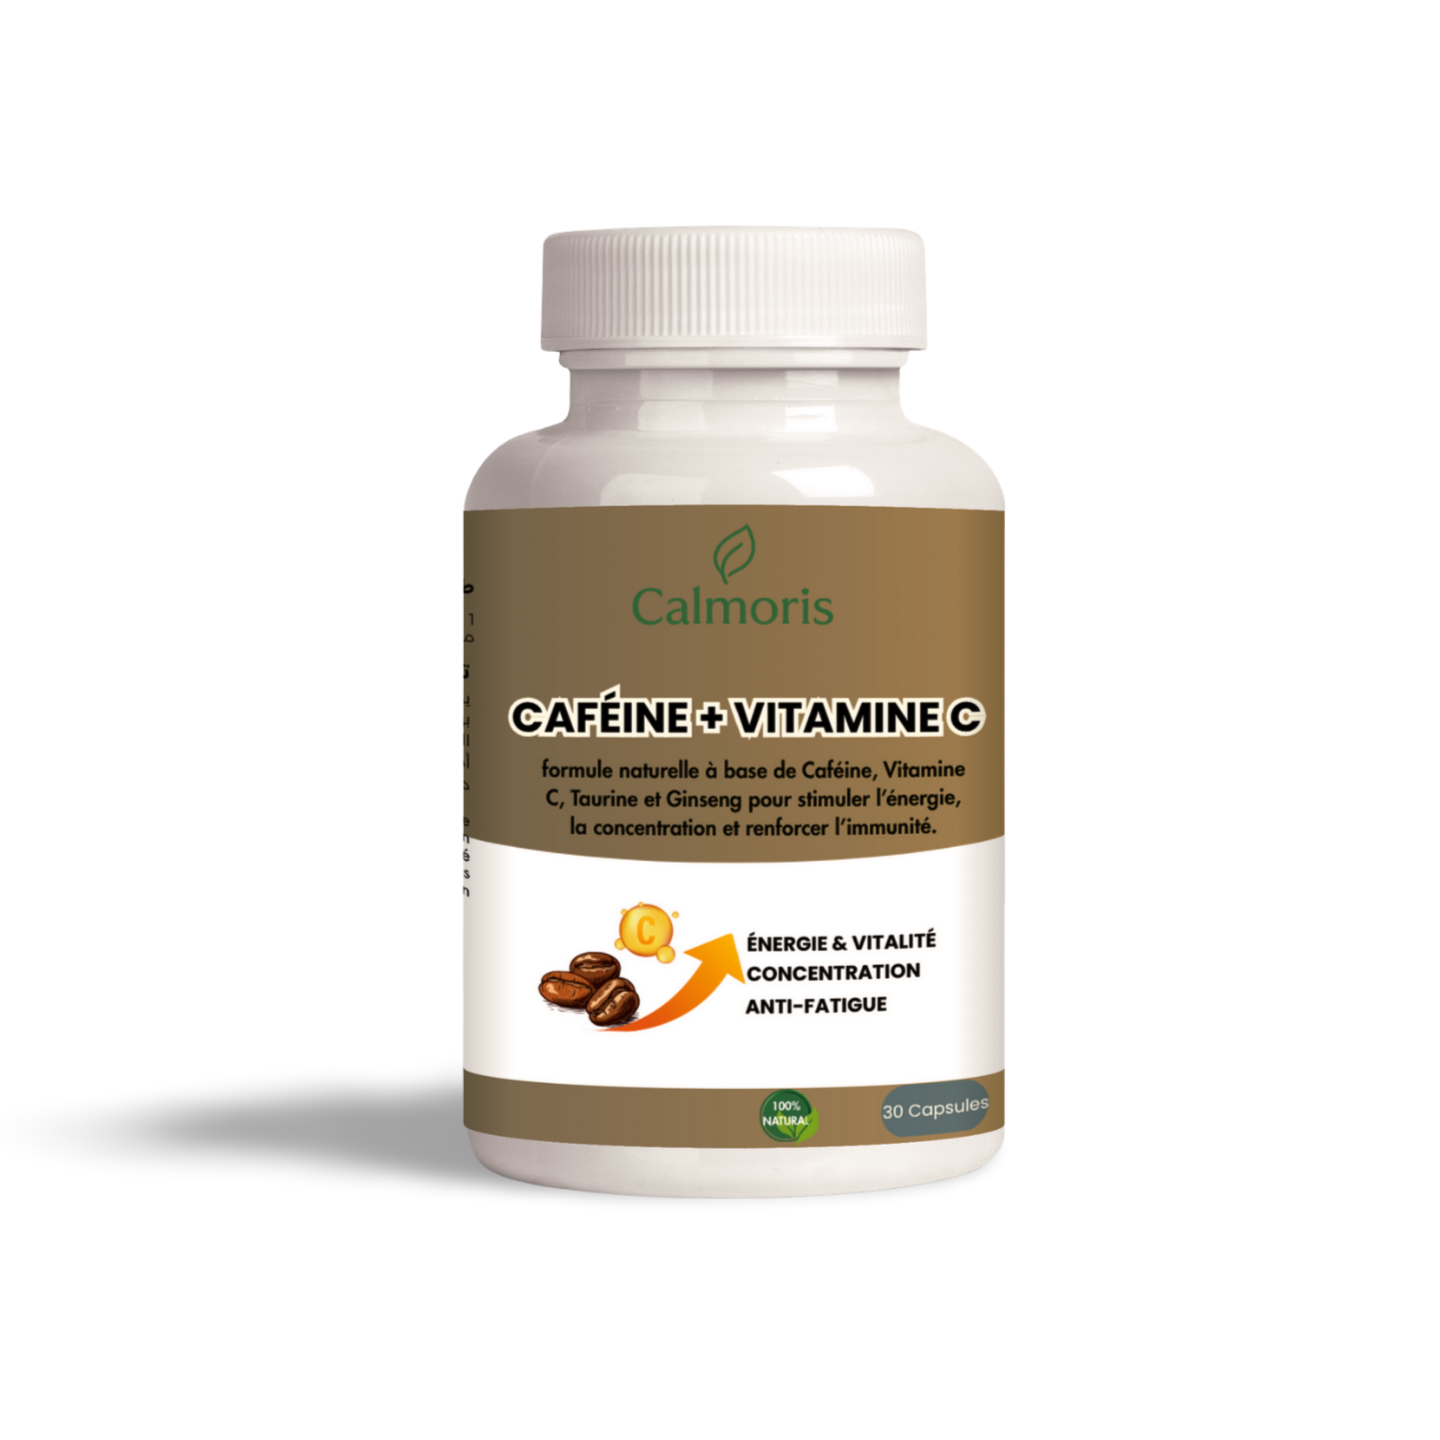 Calmoris
CAFÉINE + VITAMINE C
formule naturelle à base de Caféine, Vitamine
C, Taurine et Ginseng pour stimuler l'énergie,
la concentration et renforcer l'immunité.
C
ÉNERGIE & VITALITÉ
CONCENTRATION
ANTI-FATIGUE
100%
NATURAL
30 Capsules